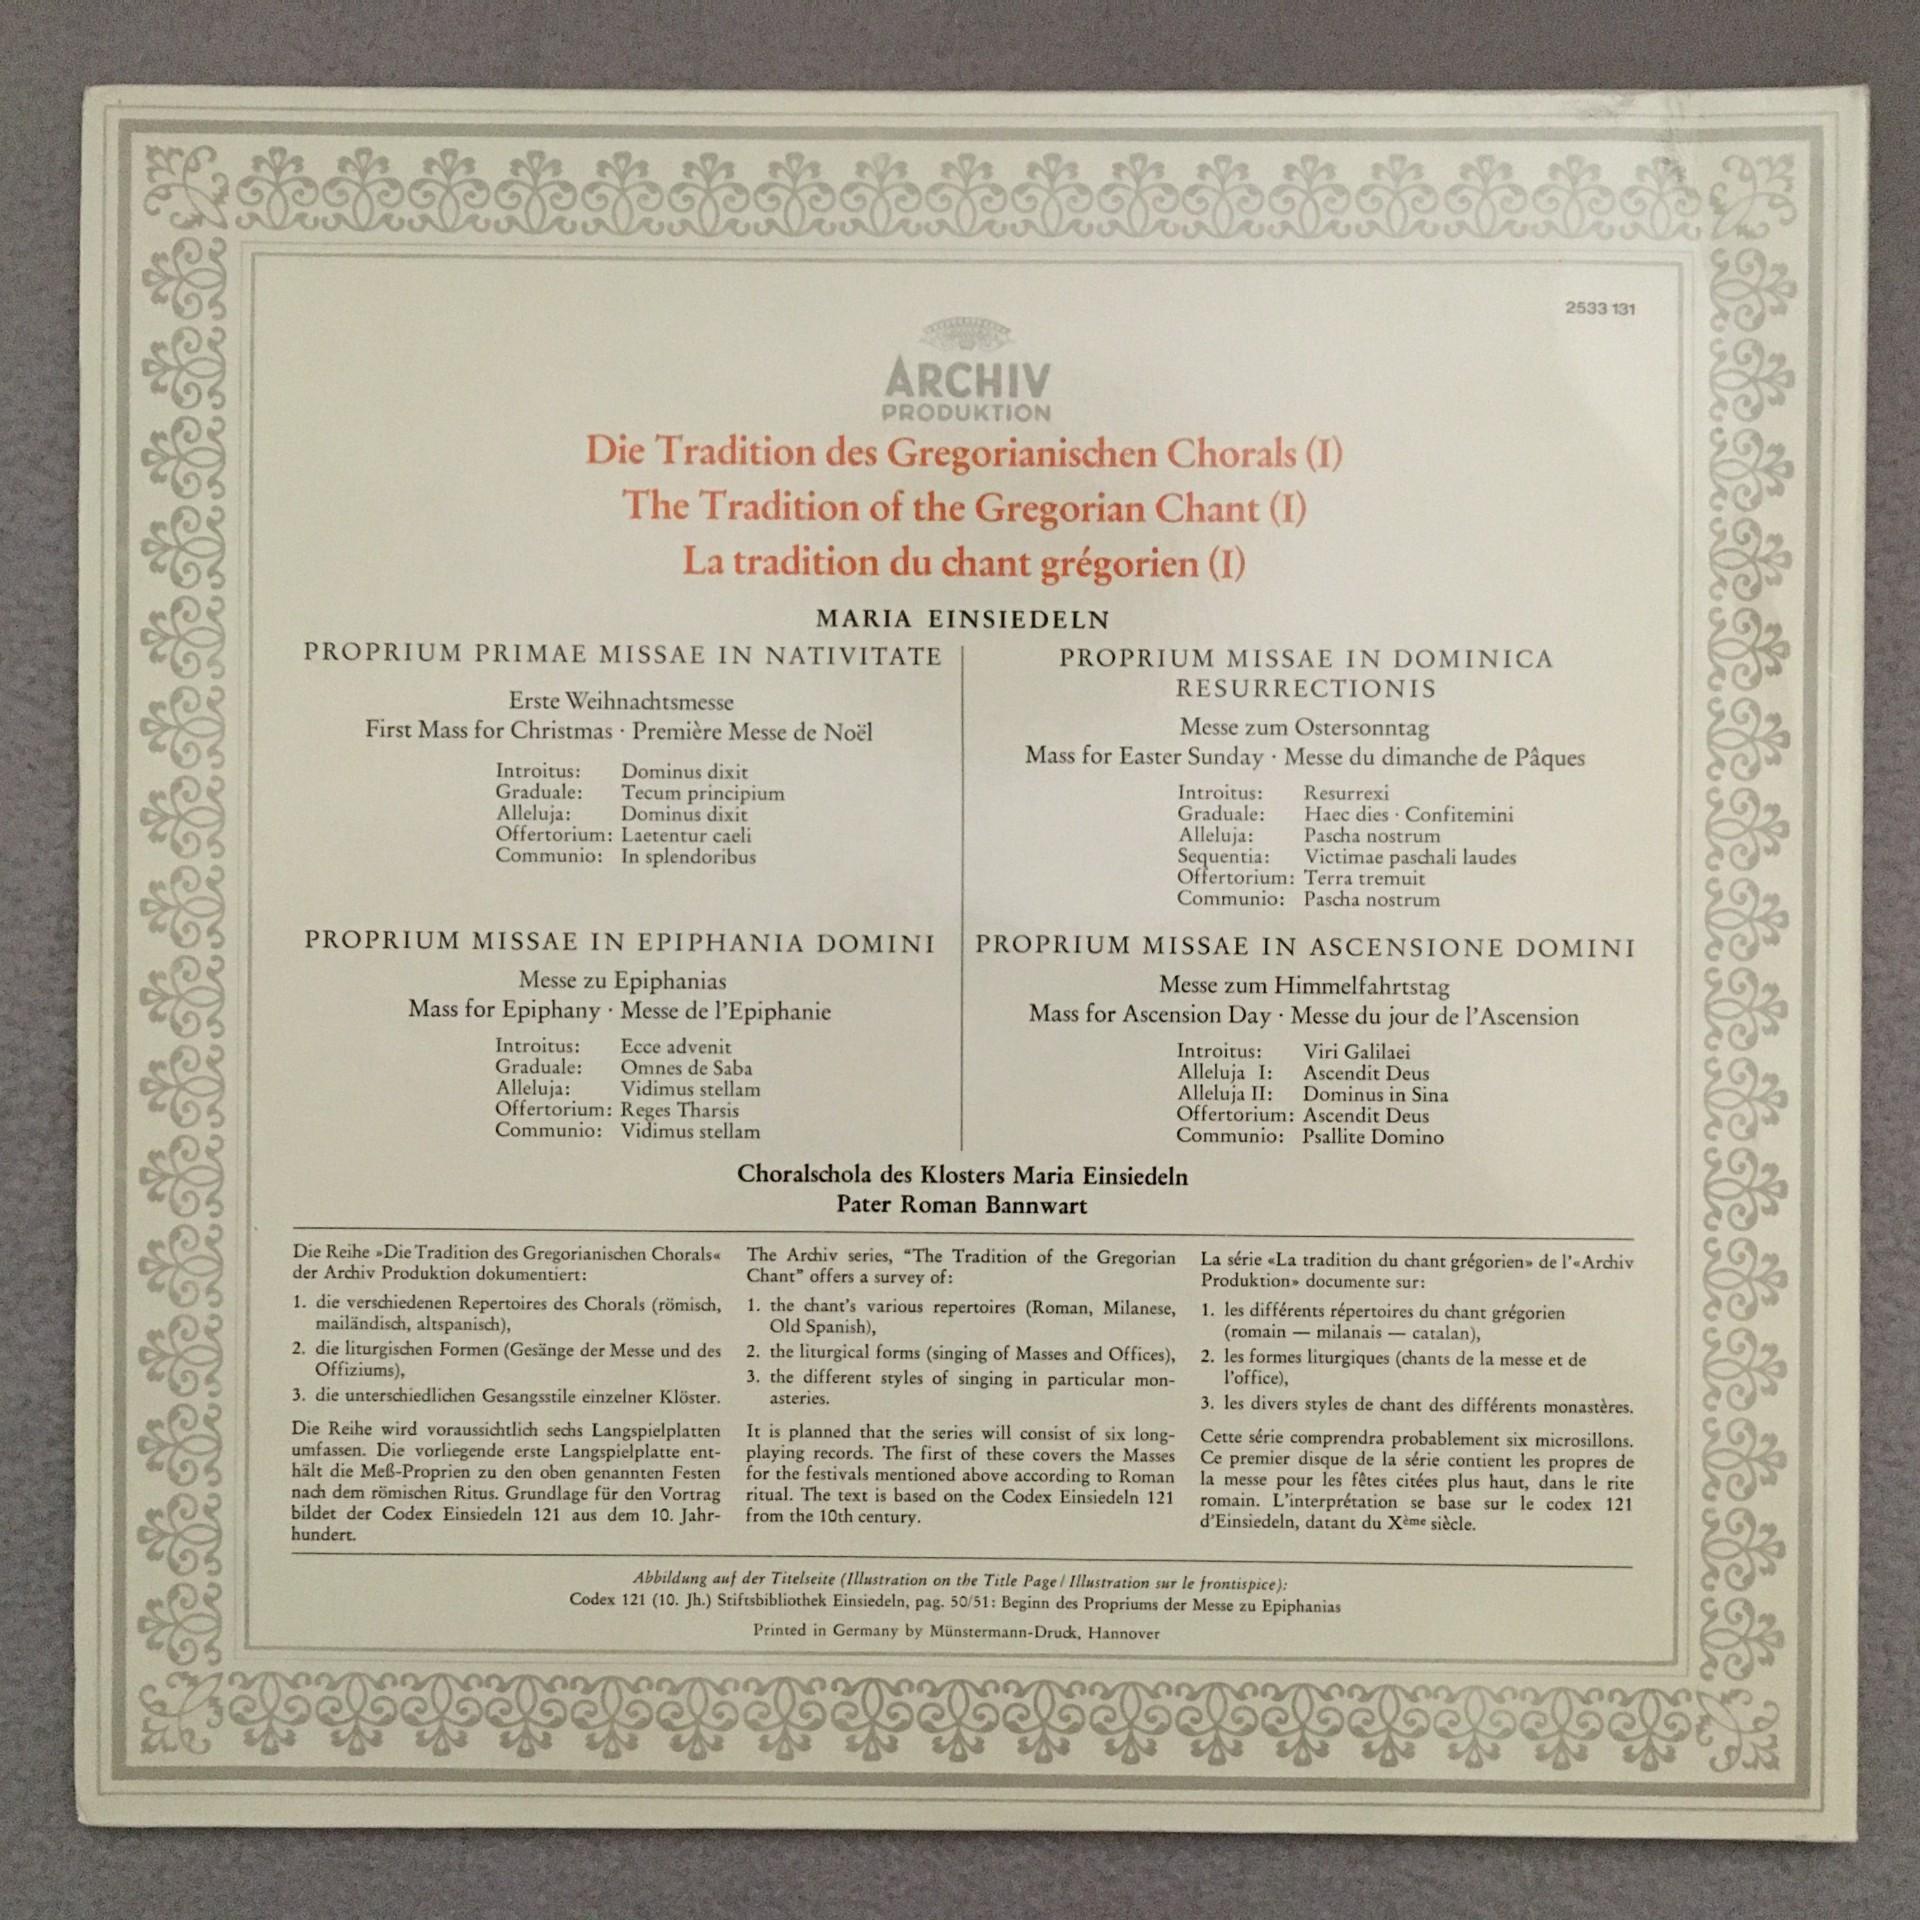 2533 131
ARCHIV
PRODUKTION
Die Tradition des Gregorianischen Chorals (I)
The Tradition of the Gregorian Chant (I)
La tradition du chant grégorien (I)
MARIA EINSIEDELN
PROPRIUM PRIMAE MISSAE IN NATIVITATE
Erste Weihnachtsmesse
First Mass for Christmas · Première Messe de Noël
Introitus: Dominus dixit
Graduale: Tecum principium
Alleluja: Dominus dixit
Offertorium: Laetentur caeli
Communio: In splendoribus
PROPRIUM MISSAE IN EPIPHANIA DOMINI
Messe zu Epiphanias
Mass for Epiphany · Messe de l'Epiphanie
Introitus: Ecce advenit
Graduale: Omnes de Saba
Alleluja: Vidimus stellam
Offertorium: Reges Tharsis
Communio: Vidimus stellam
PROPRIUM MISSAE IN DOMINICA
RESURRECTIONIS
Messe zum Ostersonntag
Mass for Easter Sunday · Messe du dimanche de Pâques
Introitus: Resurrexi
Graduale: Haec dies · Confitemini
Alleluja: Pascha nostrum
Sequentia: Victimae paschali laudes
Offertorium: Terra tremuit
Communio: Pascha nostrum
PROPRIUM MISSAE IN ASCENSIONE DOMINI
Messe zum Himmelfahrtstag
Mass for Ascension Day · Messe du jour de l'Ascension
Introitus: Viri Galilaei
Alleluja I: Ascendit Deus
Alleluja II: Dominus in Sina
Offertorium: Ascendit Deus
Communio: Psallite Domino
Choralschola des Klosters Maria Einsiedeln
Pater Roman Bannwart
Die Reihe »Die Tradition des Gregorianischen Chorals«
der Archiv Produktion dokumentiert:
1. die verschiedenen Repertoires des Chorals (römisch,
mailändisch, altspanisch),
2. die liturgischen Formen (Gesänge der Messe und des
Offiziums),
3. die unterschiedlichen Gesangsstile einzelner Klöster.
Die Reihe wird voraussichtlich sechs Langspielplatten
umfassen. Die vorliegende erste Langspielplatte ent-
hält die Meß-Proprien zu den oben genannten Festen
nach dem römischen Ritus. Grundlage für den Vortrag
bildet der Codex Einsiedeln 121 aus dem 10. Jahr-
hundert.
The Archiv series, "The Tradition of the Gregorian
Chant" offers a survey of:
1. the chant's various repertoires (Roman, Milanese,
Old Spanish),
2. the liturgical forms (singing of Masses and Offices),
3. the different styles of singing in particular mon-
asteries.
It is planned that the series will consist of six long-
playing records. The first of these covers the Masses
for the festivals mentioned above according to Roman
ritual. The text is based on the Codex Einsiedeln 121
from the 10th century.
La série «La tradition du chant grégorien» de l'«Archiv
Produktion» documente sur:
1. les différents répertoires du chant grégorien
(romain — milanais — catalan),
2. les formes liturgiques (chants de la messe et de
l'office),
3. les divers styles de chant des différents monastères.
Cette série comprendra probablement six microsillons.
Ce premier disque de la série contient les propres de
la messe pour les fêtes citées plus haut, dans le rite
romain. L'interprétation se base sur le codex 121
d'Einsiedeln, datant du Xème siècle.
Abbildung auf der Titelseite (Illustration on the Title Page / Illustration sur le frontispice):
Codex 121 (10. Jh.) Stiftsbibliothek Einsiedeln, pag. 50/51: Beginn des Propriums der Messe zu Epiphanias
Printed in Germany by Münstermann-Druck, Hannover